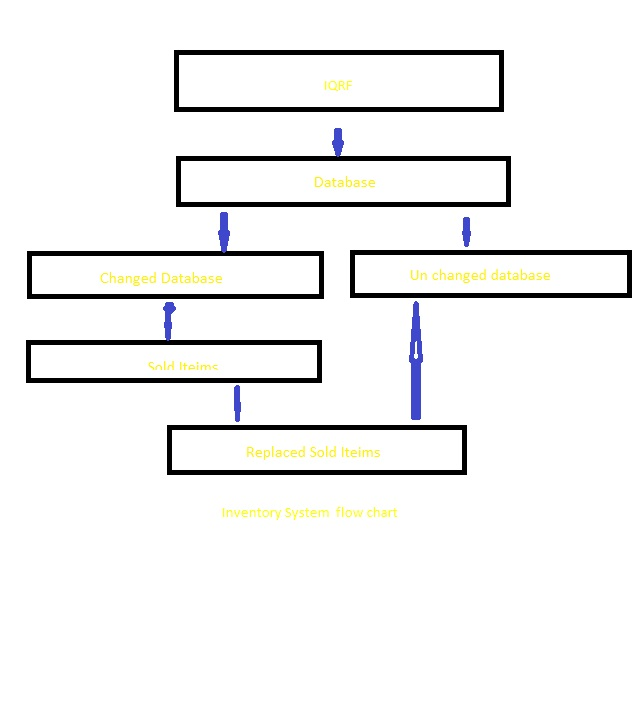 IQRF
Database
Changed Database
Un changed database
Sold Iteims
Replaced Sold Iteims
Inventory System flow chart